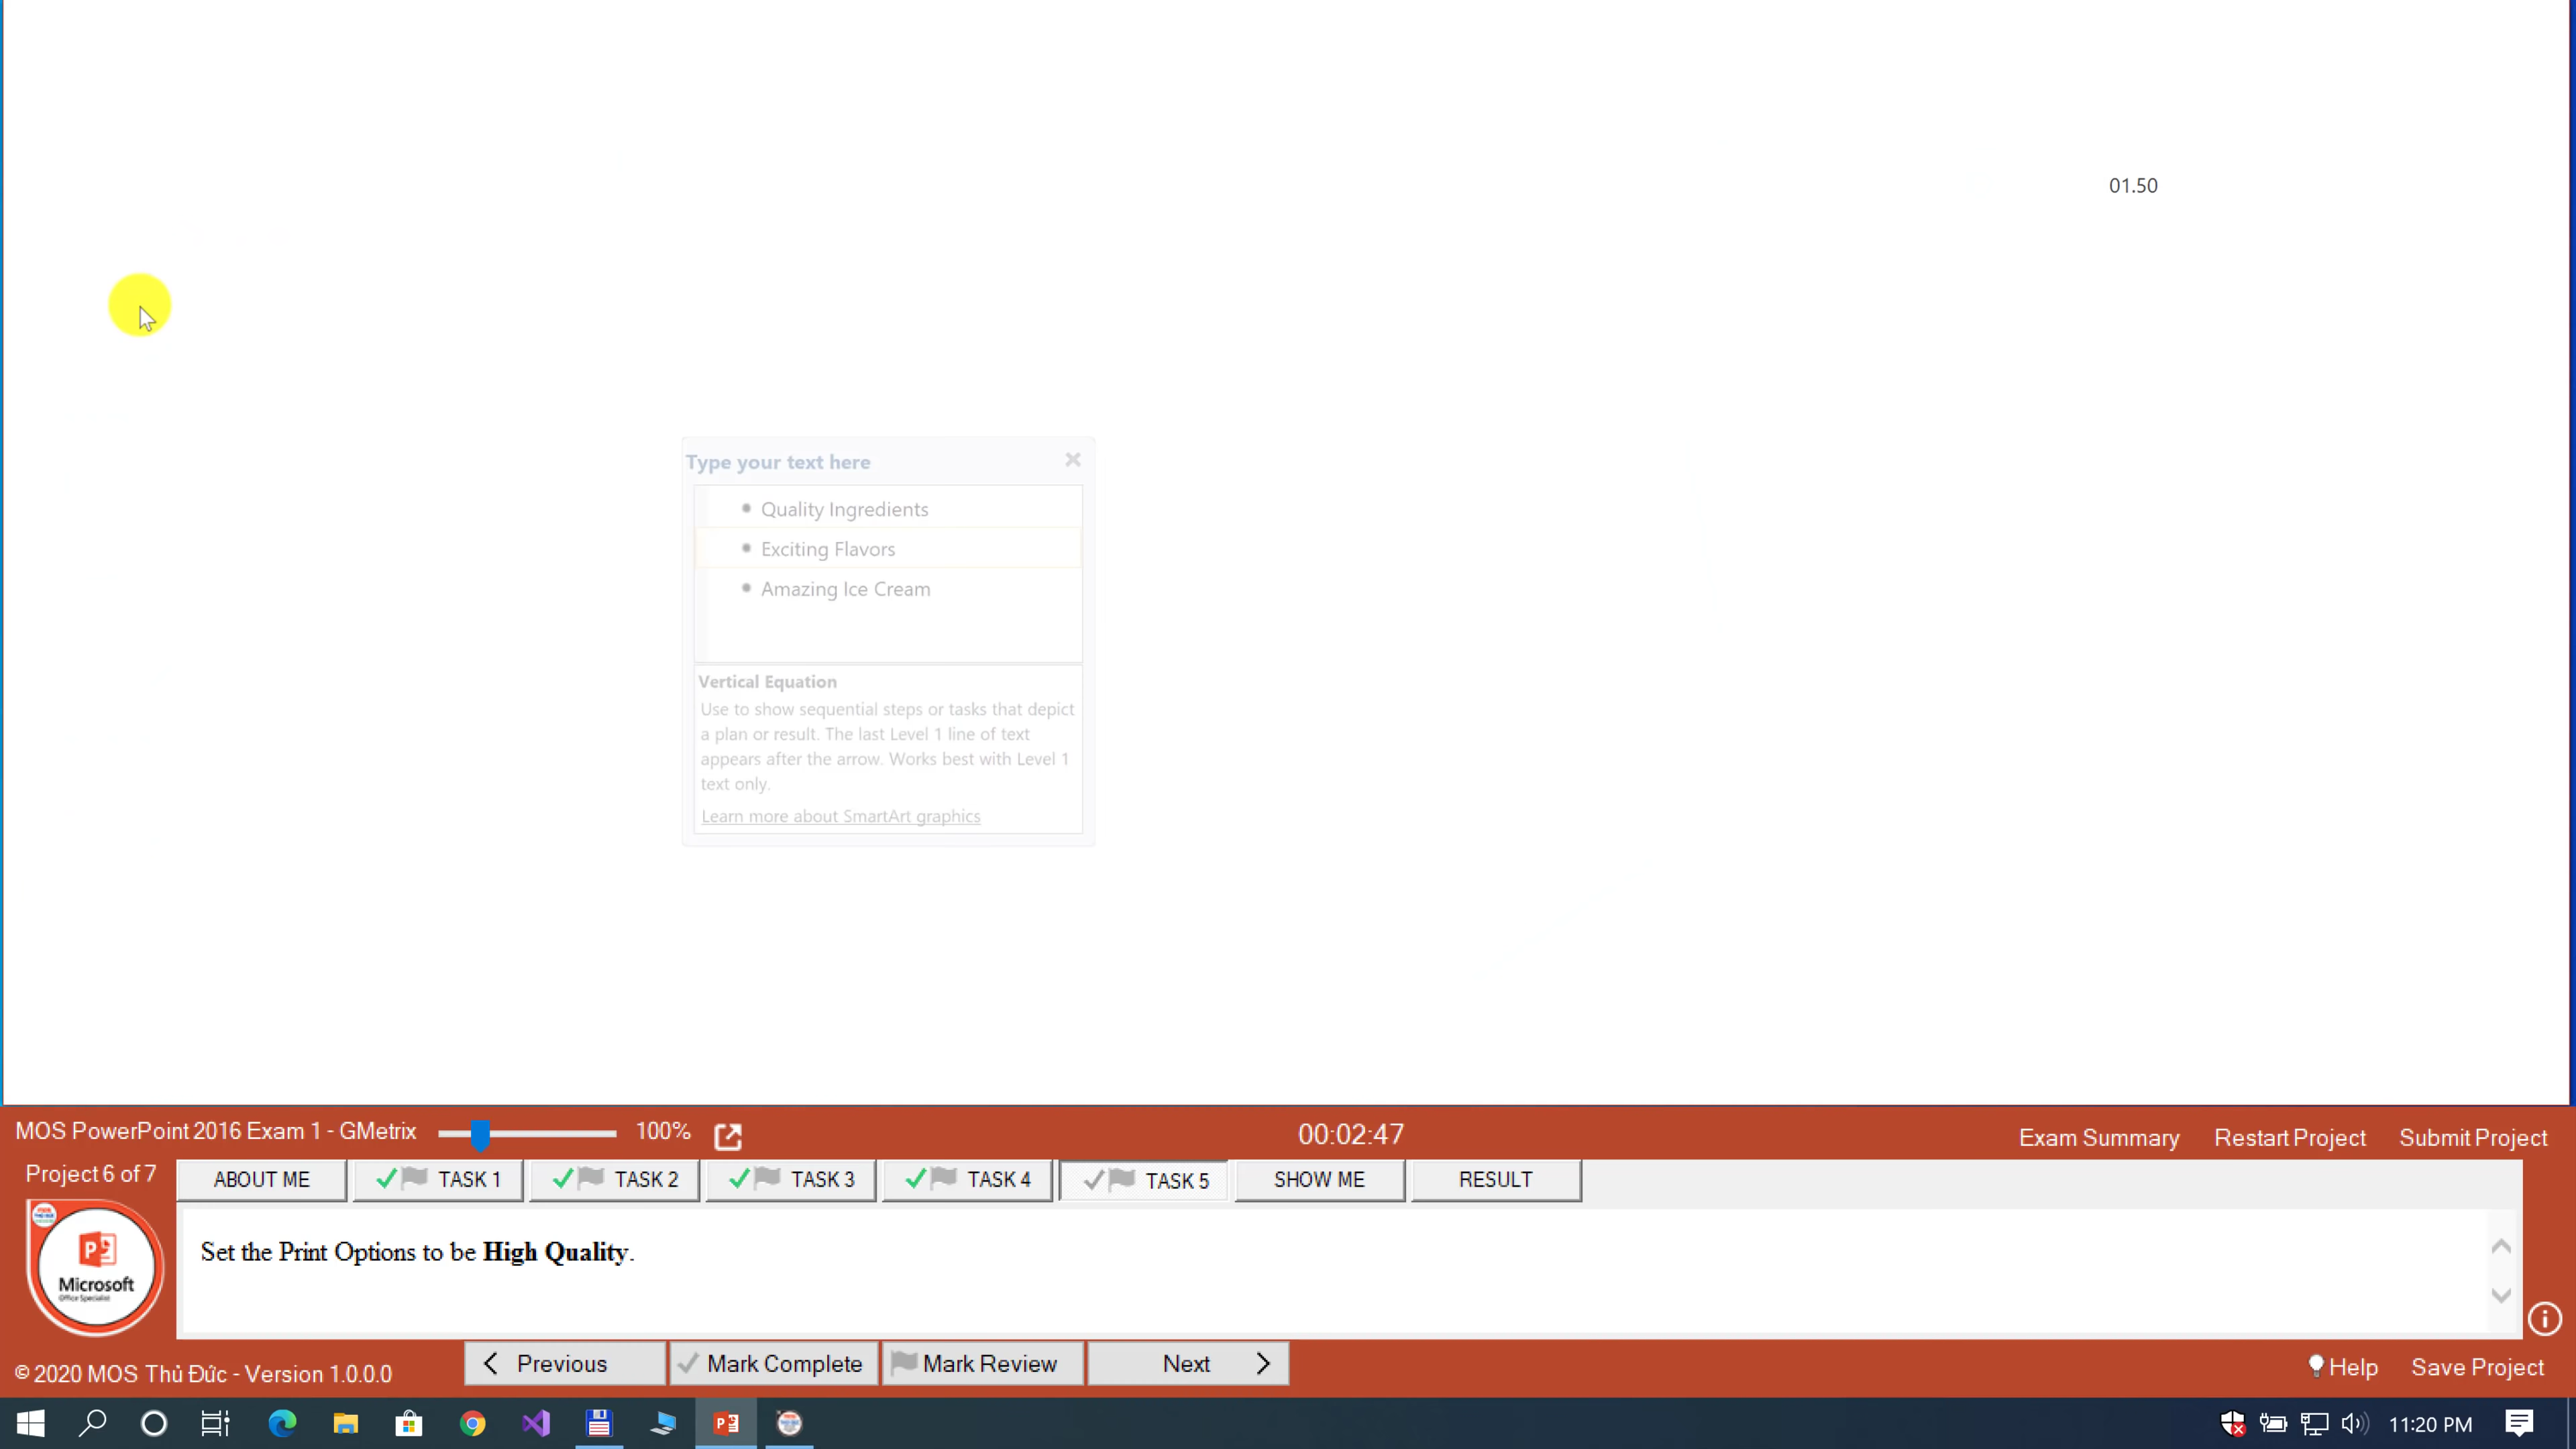 01.50
Type your text here
Quality Ingredients
Exciting Flavors
Amazing Ice Cream
Vertical Equation
Use to show sequential steps or tasks that depict
a plan or result. The last Level 1 line of text
appears after the arrow. Works best with Level 1
text only.
Learn more about SmartArt graphics
MOS PowerPoint 2016 Exam 1 - GMetrix
100%
00:02:47
Exam Summary
Restart Project
Submit Project
Project 6 of 7
ABOUT ME
TASK 1
TASK 2
TASK 3
TASK 4
TASK 5
SHOW ME
RESULT
Set the Print Options to be High Quality.
Microsoft
Office Specialist
© 2020 MOS Thủ Đức - Version 1.0.0.0
Previous
Mark Complete
Mark Review
Next
Help
Save Project
11:20 PM